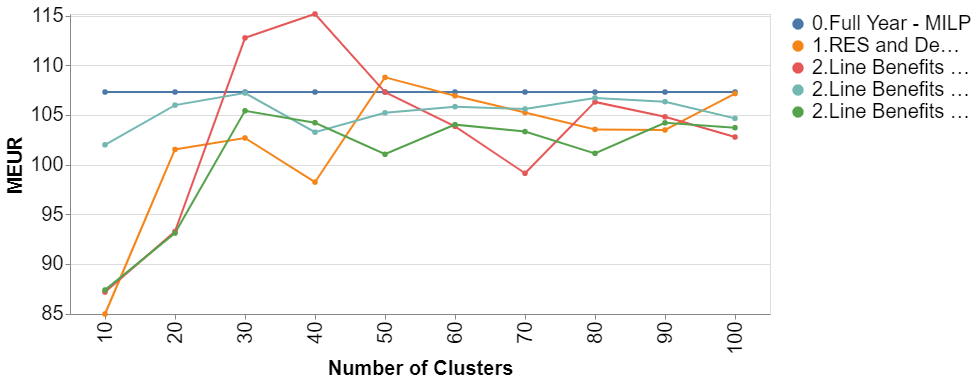 115
110
105
100
95
90
85
MEUR
10
20
30
40
50
60
70
80
90
100
Number of Clusters
0.Full Year - MILP
1.RES and De…
2.Line Benefits …
2.Line Benefits …
2.Line Benefits …